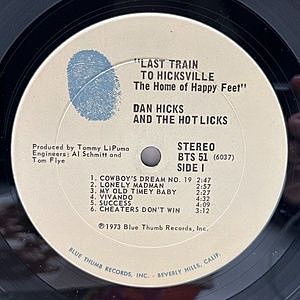 "LAST TRAIN
TO HICKSVILLE
The Home of Happy Feet"
DAN HICKS
AND THE HOT LICKS
Produced by Tommy LiPuma
Engineers: Al Schmitt and
Tom Flye
STEREO
BTS 51 (6037)
SIDE I
1. COWBOY'S DREAM NO. 19 2:47
2. LONELY MADMAN 2:57
3. MY OLD TIMEY BABY 2:27
4. VIVANDO 4:32
5. SUCCESS 4:09
6. CHEATERS DON'T WIN 3:12
©1973 Blue Thumb Records, Inc.
BLUE THUMB RECORDS, INC. - BEVERLY HILLS, CALIF.